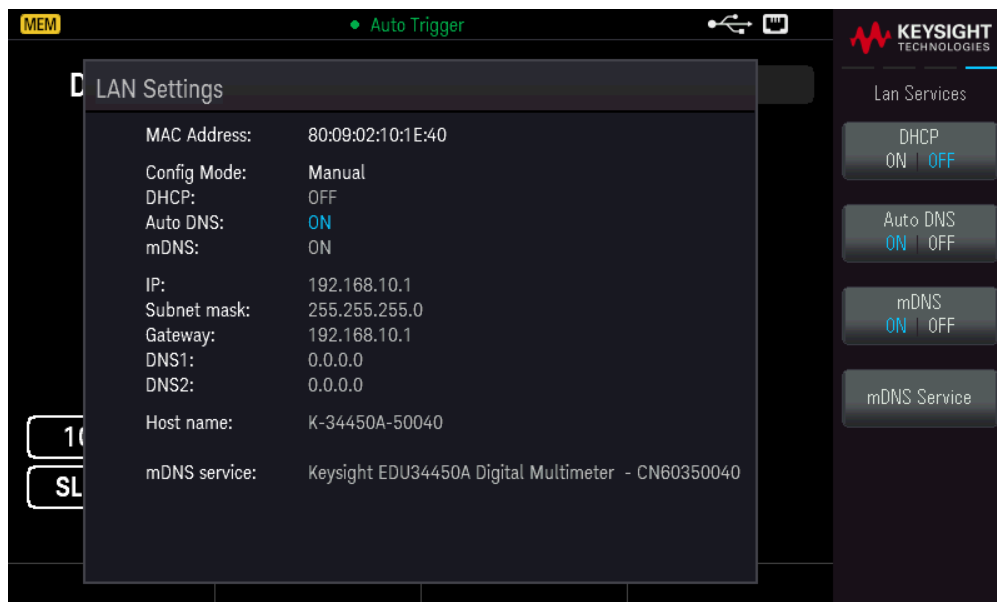 MEM
Auto Trigger
KEYSIGHT
TECHNOLOGIES
D
LAN Settings
MAC Address: 80:09:02:10:1E:40
Config Mode: Manual
DHCP: OFF
Auto DNS: ON
mDNS: ON
IP: 192.168.10.1
Subnet mask: 255.255.255.0
Gateway: 192.168.10.1
DNS1: 0.0.0.0
DNS2: 0.0.0.0
Host name: K-34450A-50040
mDNS service: Keysight EDU34450A Digital Multimeter - CN60350040
SL
Lan Services
DHCP
ON | OFF
Auto DNS
ON | OFF
mDNS
ON | OFF
mDNS Service